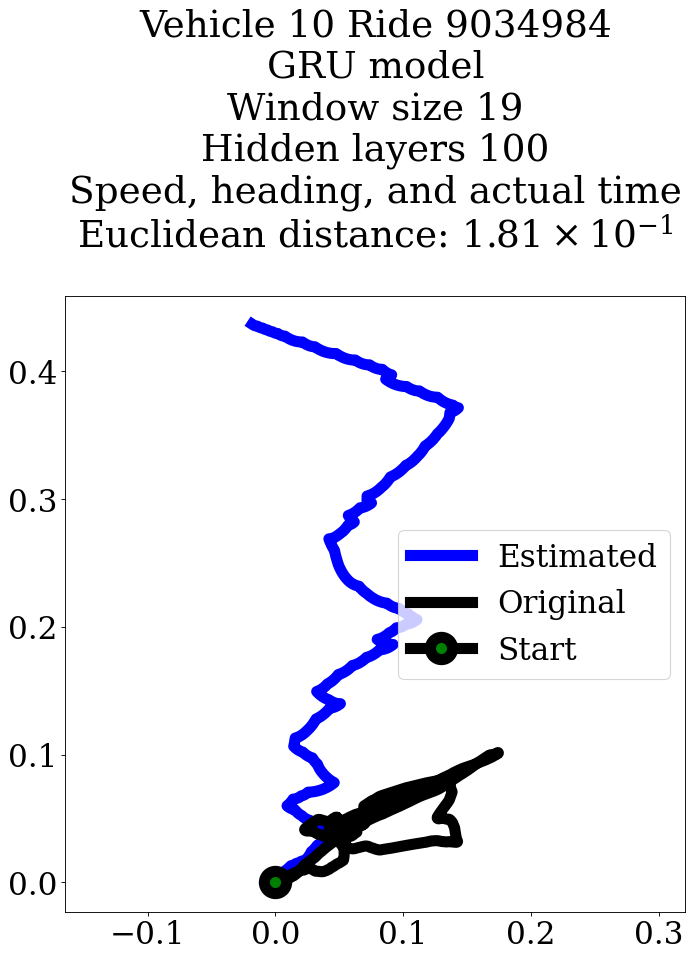 Vehicle 10 Ride 9034984
GRU model
Window size 19
Hidden layers 100
Speed, heading, and actual time
Euclidean distance: 1.81 × 10⁻¹
0.4
0.3
0.2
0.1
0.0
Estimated
Original
Start
−0.1 0.0 0.1 0.2 0.3